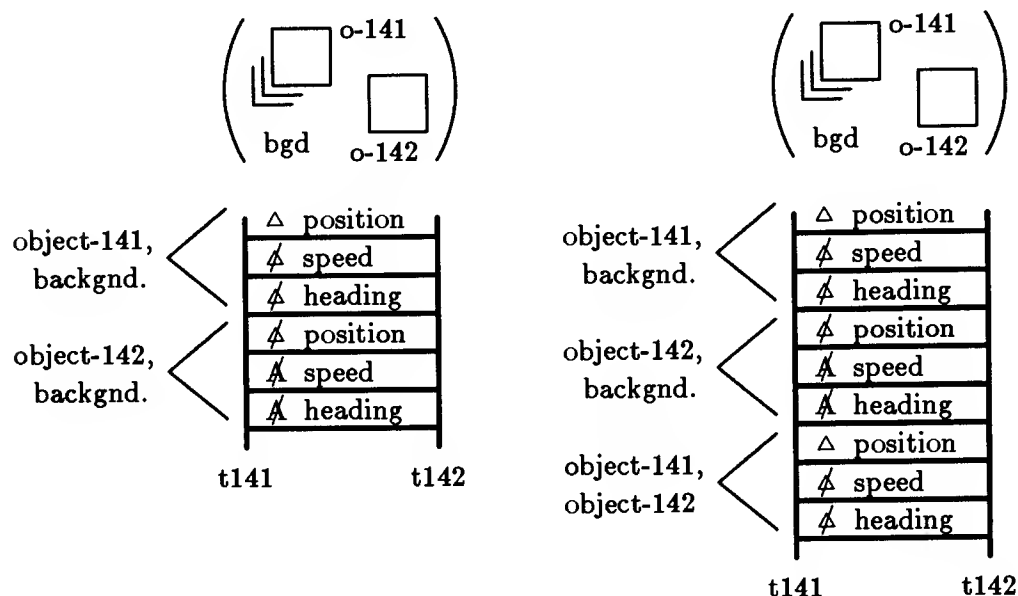 o-141
bgd
o-142
object-141,
backgnd.
△ position
△̸ speed
△̸ heading
object-142,
backgnd.
△̸ position
A̸ speed
A̸ heading
t141 t142
o-141
bgd
o-142
object-141,
backgnd.
△ position
△̸ speed
△̸ heading
object-142,
backgnd.
△̸ position
A̸ speed
A̸ heading
object-141,
object-142
△ position
△̸ speed
△̸ heading
t141 t142